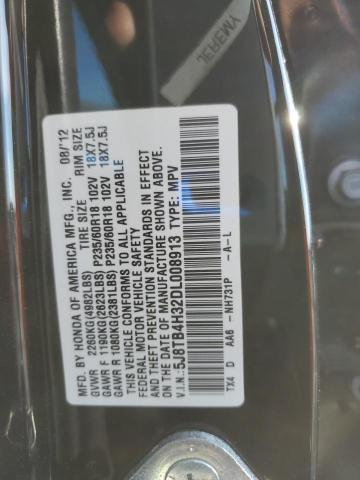 MFD. BY HONDA OF AMERICA MFG., INC. 08/'12
TIRE SIZE RIM SIZE
GVWR 2260KG(4982LBS)
GAWR F 1190KG(2623LBS) P235/60R18 102V 18X7.5J
GAWR R 1080KG(2381LBS) P235/60R18 102V 18X7.5J
THIS VEHICLE CONFORMS TO ALL APPLICABLE
FEDERAL MOTOR VEHICLE SAFETY
AND THEFT PREVENTION STANDARDS IN EFFECT
ON THE DATE OF MANUFACTURE SHOWN ABOVE.
V.I.N.: 5J8TB4H32DL008913 TYPE: MPV
TX4 D AA6 -NH731P -A-L